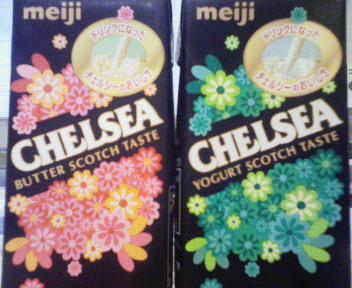 meiji
ドリンクになった
チェルシーのおいしさ
CHELSEA
BUTTER SCOTCH TASTE
meiji
ドリンクになった
チェルシーのおいしさ
CHELSEA
YOGURT SCOTCH TASTE